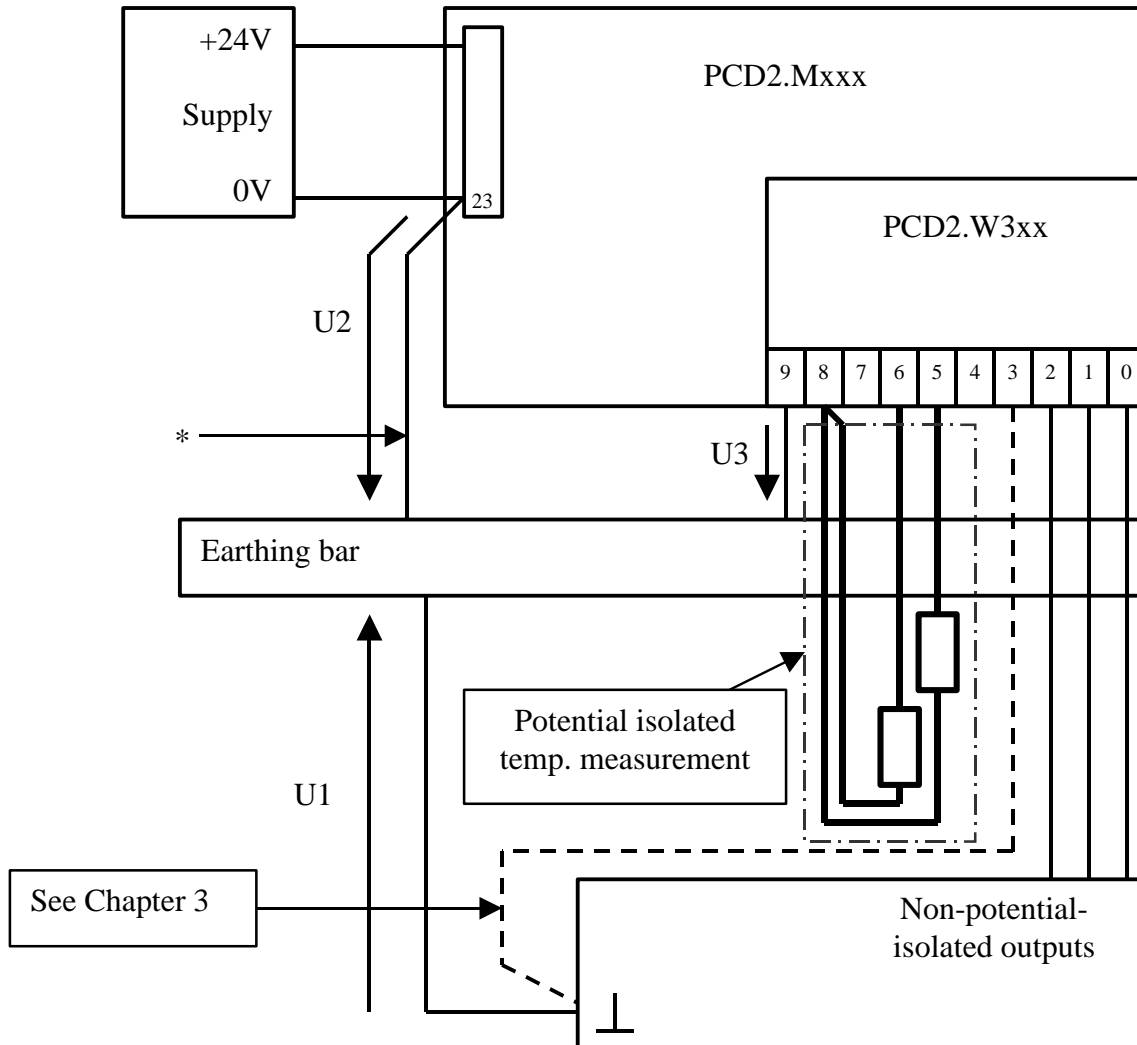 +24V
Supply
0V
23
PCD2.Mxxx
PCD2.W3xx
9 8 7 6 5 4 3 2 1 0
U2
*
U3
Earthing bar
Potential isolated
temp. measurement
U1
See Chapter 3
Non-potential-
isolated outputs